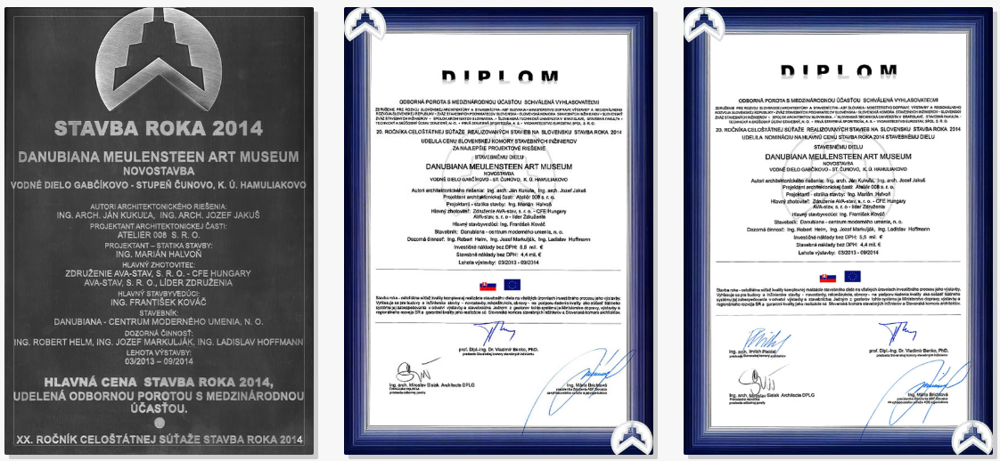 STAVBA ROKA 2014
DANUBIANA MEULENSTEEN ART MUSEUM
NOVOSTAVBA
VODNÉ DIELO GABČÍKOVO - STUPEŇ ČUNOVO, K. Ú. HAMULIAKOVO
AUTORI ARCHITEKTONICKÉHO RIEŠENIA:
ING. ARCH. JÁN KUKUĽA, ING. ARCH. JOZEF JAKUŠ
PROJEKTANT ARCHITEKTONICKEJ ČASTI:
ATELIER 008 S. R. O.
PROJEKTANT – STATIKA STAVBY:
ING. MARIÁN HALVOŇ
HLAVNÝ ZHOTOVITEĽ:
ZDRUŽENIE AVA-STAV, S. R. O. - CFE HUNGARY
AVA-STAV, S. R. O., LÍDER ZDRUŽENIA
HLAVNÝ STAVBYVEDÚCI:
ING. FRANTIŠEK KOVÁČ
STAVEBNÍK:
DANUBIANA - CENTRUM MODERNÉHO UMENIA, N. O.
DOZORNÁ ČINNOSŤ:
ING. ROBERT HELM, ING. JOZEF MARKULJÁK, ING. LADISLAV HOFFMANN
LEHOTA VÝSTAVBY:
03/2013 – 09/2014
HLAVNÁ CENA STAVBA ROKA 2014,
UDELENÁ ODBORNOU POROTOU S MEDZINÁRODNOU
ÚČASŤOU.
XX. ROČNÍK CELOŠTÁTNEJ SÚŤAŽE STAVBA ROKA 2014
DIPLOM
ODBORNÁ POROTA S MEDZINÁRODNOU ÚČASŤOU SCHVÁLENÁ VYHLASOVATEĽMI
20. ROČNÍKA CELOŠTÁTNEJ SÚŤAŽE REALIZOVANÝCH STAVIEB NA SLOVENSKU STAVBA ROKA 2014
UDELILA CENU SLOVENSKEJ KOMORY STAVEBNÝCH INŽINIEROV
ZA NAJLEPŠIE PROJEKTOVÉ RIEŠENIE
STAVEBNÉMU DIELU
DANUBIANA MEULENSTEEN ART MUSEUM
NOVOSTAVBA
VODNÉ DIELO GABČÍKOVO - ST. ČUNOVO, K. Ú. HAMULIAKOVO
Autori architektonického riešenia: Ing. arch. Ján Kukuľa, Ing. arch. Jozef Jakuš
Projektant architektonickej časti: Ateliér 008 s. r. o.
Projektant - statika stavby: Ing. Marián Halvoň
Hlavný zhotoviteľ: Združenie AVA-stav, s. r. o. - CFE Hungary
AVA-stav, s. r. o - líder Združenia
Hlavný stavbyvedúci: Ing. František Kováč
Stavebník: Danubiana - centrum moderného umenia, n. o.
Dozorná činnosť: Ing. Robert Helm, Ing. Jozef Markulják, Ing. Ladislav Hoffmann
Investičné náklady bez DPH: 5,5 mil. €
Stavebné náklady bez DPH: 4,4 mil. €
Lehota výstavby: 03/2013 - 09/2014
prof. Dipl.-Ing. Dr. Vladimír Benko, PhD.
Ing. arch. Miroslav Sisiak Architecte DPLG
Ing. Mária Brichtová
DIPLOM
ODBORNÁ POROTA S MEDZINÁRODNOU ÚČASŤOU SCHVÁLENÁ VYHLASOVATEĽMI
20. ROČNÍKA CELOŠTÁTNEJ SÚŤAŽE REALIZOVANÝCH STAVIEB NA SLOVENSKU STAVBA ROKA 2014
UDELILA NOMINÁCIU NA HLAVNÚ CENU STAVBA ROKA 2014 STAVEBNÉMU DIELU
STAVEBNÉMU DIELU
DANUBIANA MEULENSTEEN ART MUSEUM
NOVOSTAVBA
VODNÉ DIELO GABČÍKOVO - ST. ČUNOVO, K. Ú. HAMULIAKOVO
Autori architektonického riešenia: Ing. arch. Ján Kukuľa, Ing. arch. Jozef Jakuš
Projektant architektonickej časti: Ateliér 008 s. r. o.
Projektant - statika stavby: Ing. Marián Halvoň
Hlavný zhotoviteľ: Združenie AVA-stav, s. r. o. - CFE Hungary
AVA-stav, s. r. o - líder Združenia
Hlavný stavbyvedúci: Ing. František Kováč
Stavebník: Danubiana - centrum moderného umenia, n. o.
Dozorná činnosť: Ing. Robert Helm, Ing. Jozef Markulják, Ing. Ladislav Hoffmann
Investičné náklady bez DPH: 5,5 mil. €
Stavebné náklady bez DPH: 4,4 mil. €
Lehota výstavby: 03/2013 - 09/2014
Ing. arch. Imrich Pleidel
prof. Dipl.-Ing. Dr. Vladimír Benko, PhD.
Ing. arch. Miroslav Sisiak Architecte DPLG
Ing. Mária Brichtová